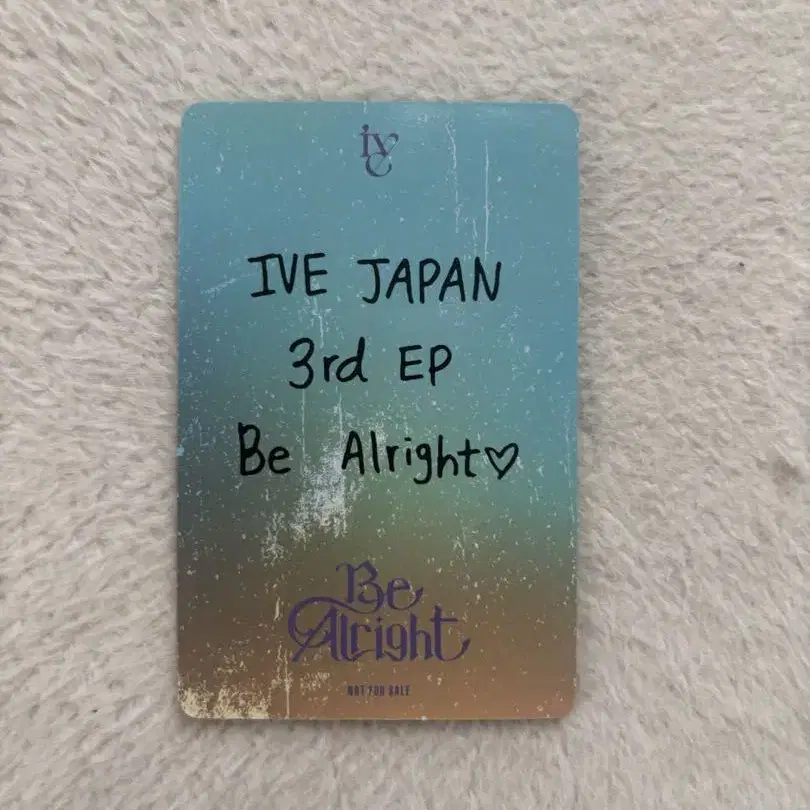 IVE
IVE JAPAN
3rd EP
Be Alright♡
Be
Alright
NOT FOR SALE